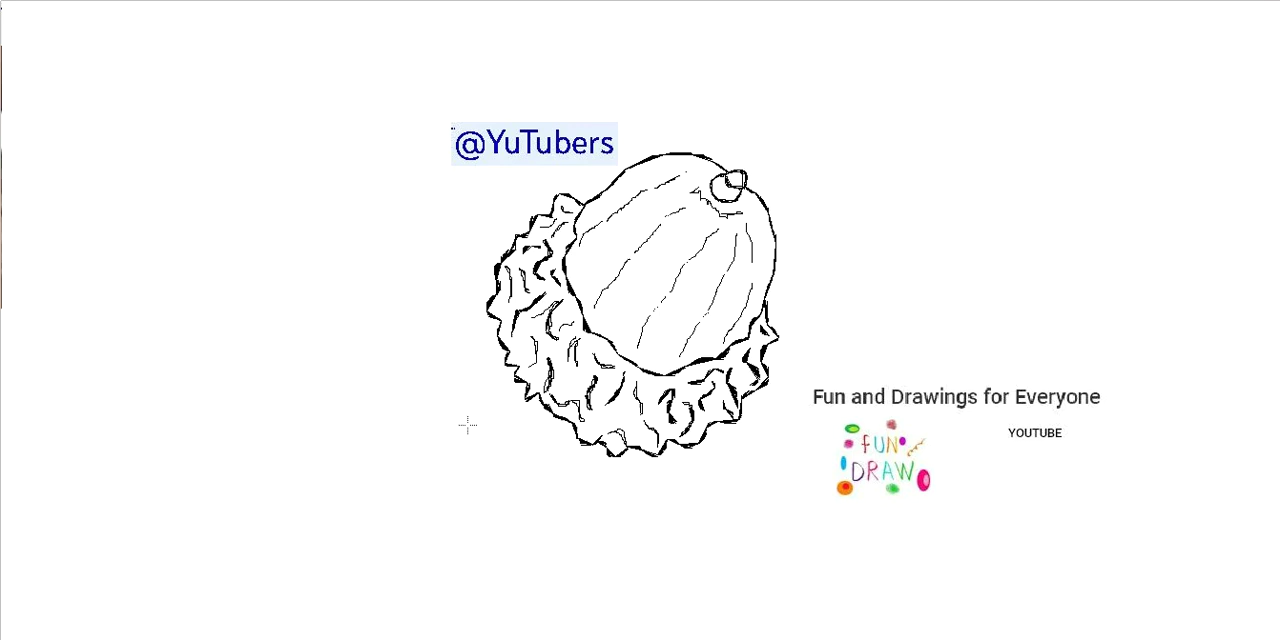 @YuTubers
Fun and Drawings for Everyone
YOUTUBE
fUN
DRAW